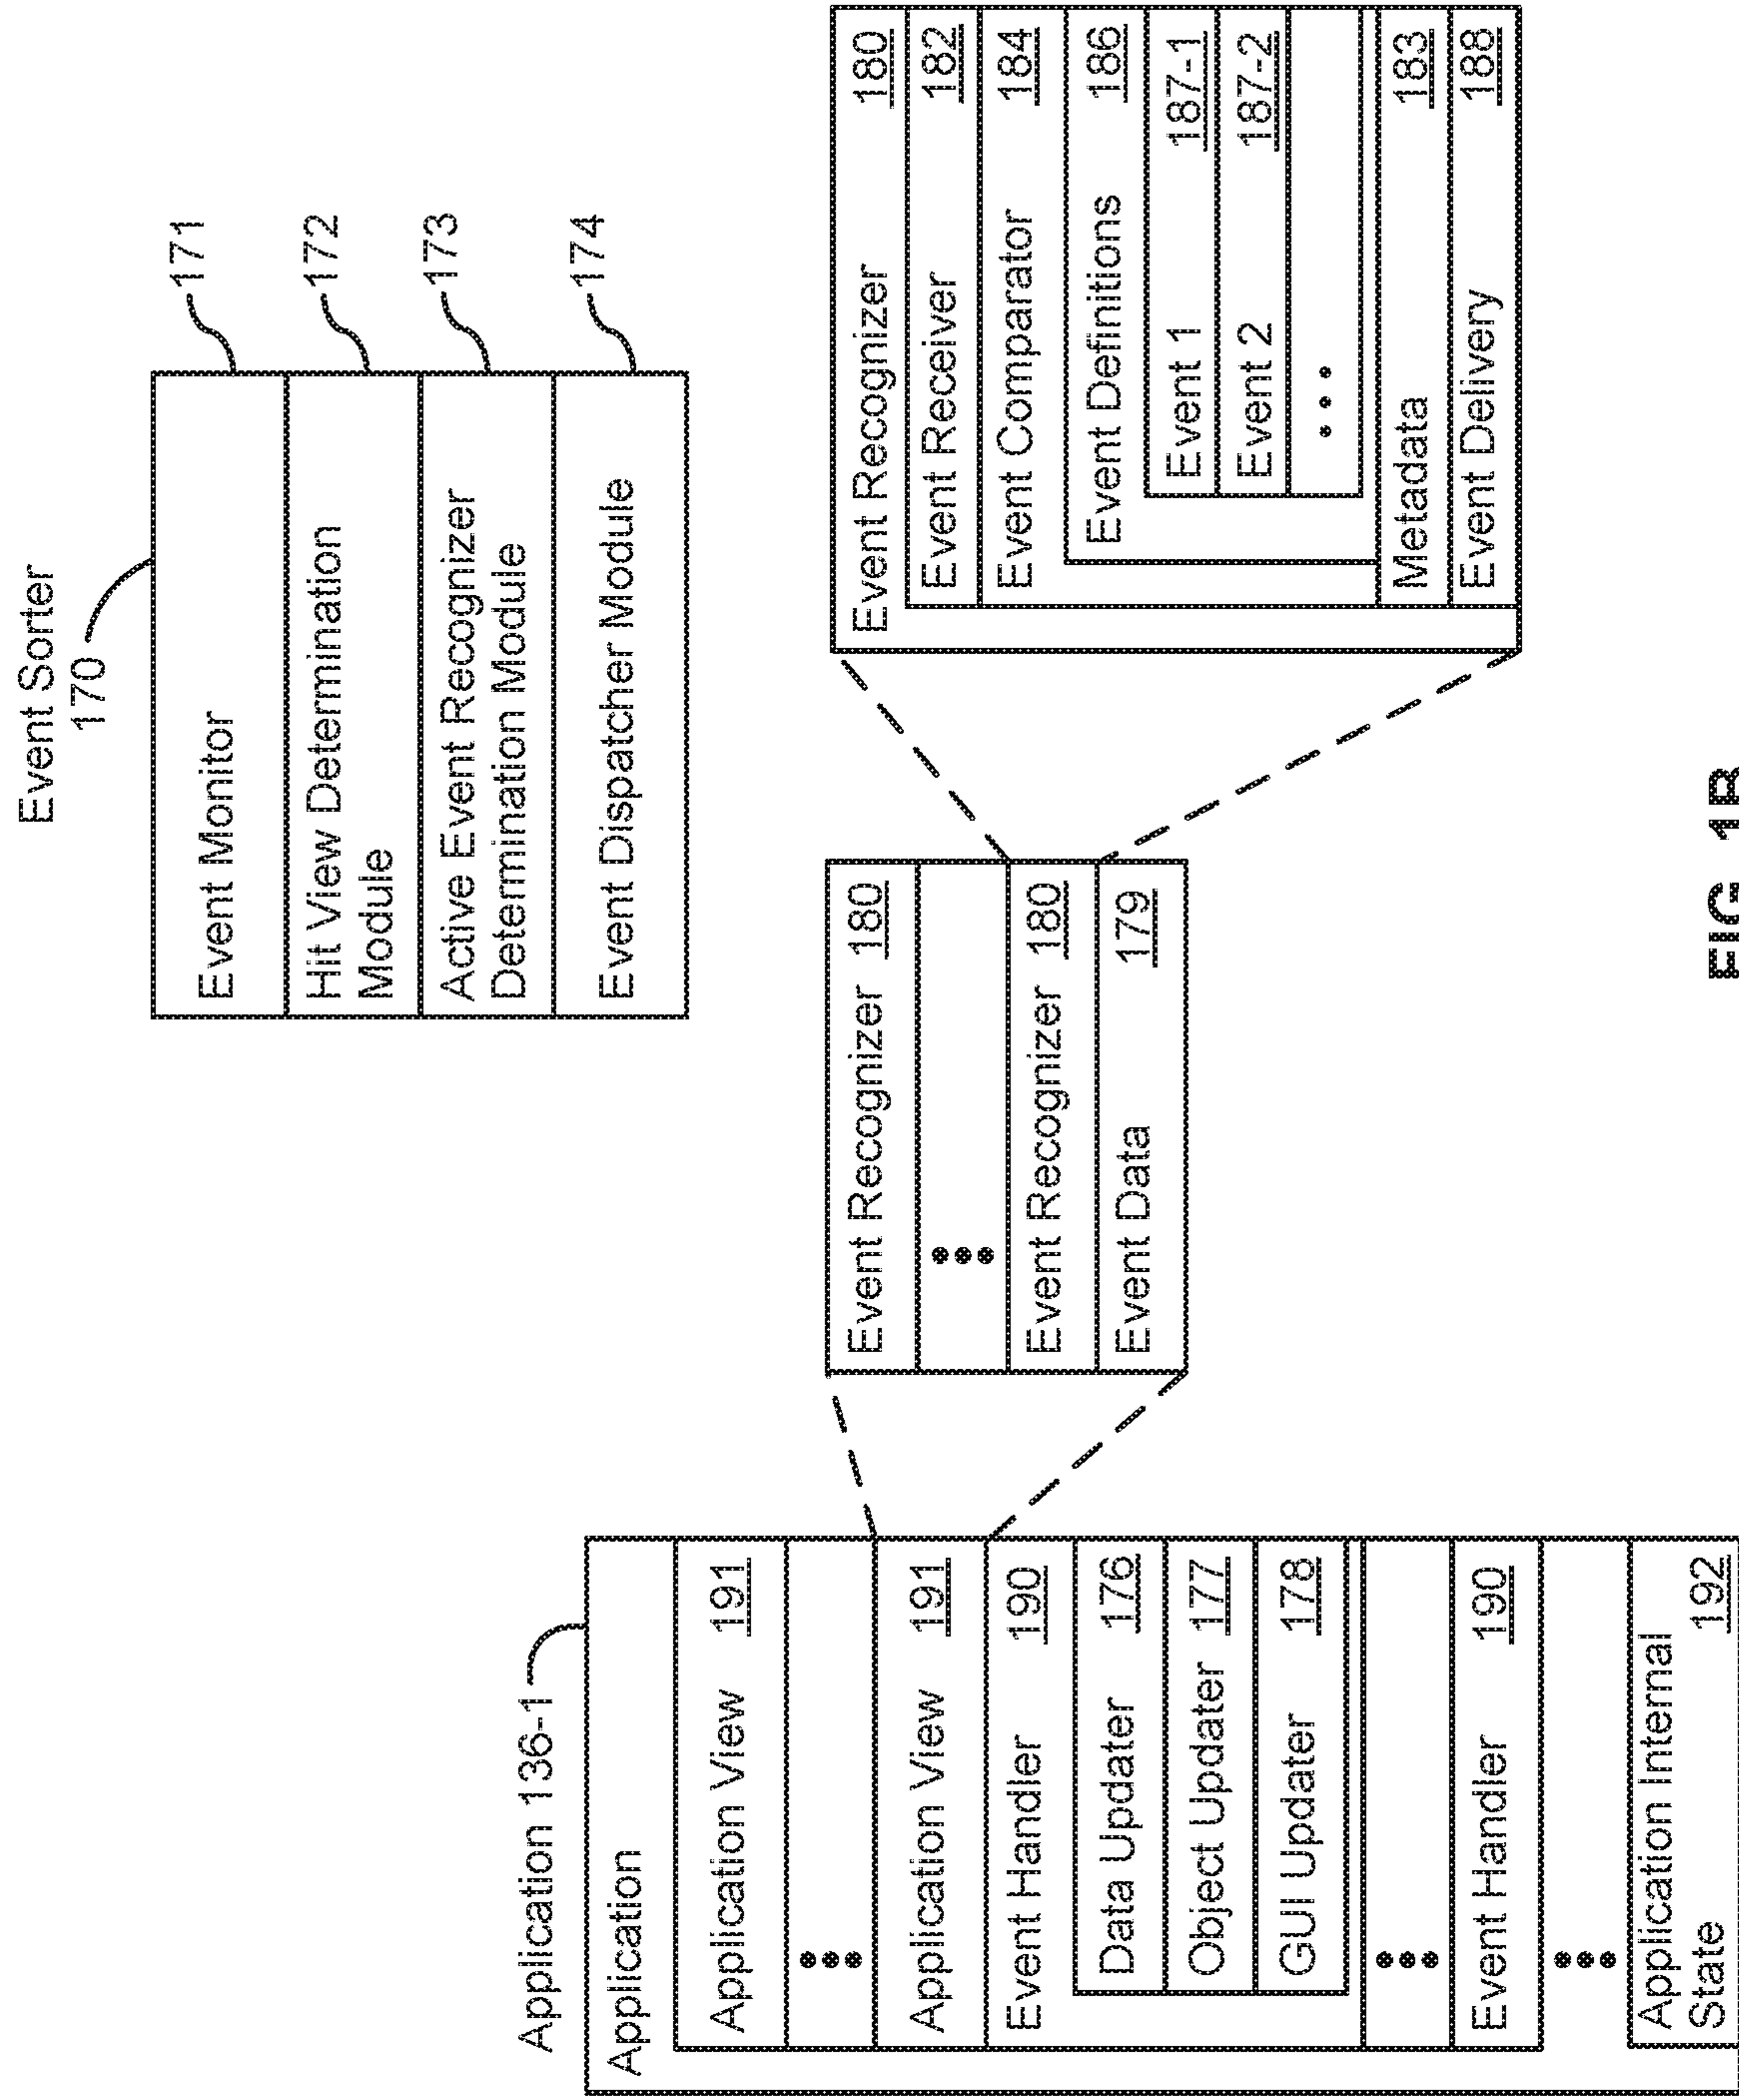 Event Sorter
170
Event Monitor
171
Hit View Determination
Module
172
Active Event Recognizer
Determination Module
173
Event Dispatcher Module
174
Application 136-1
Application
Application View 191
Application View 191
Event Handler 190
Data Updater 176
Object Updater 177
GUI Updater 178
Event Handler 190
Application Internal
State 192
Event Recognizer 180
Event Recognizer 180
Event Data 179
Event Recognizer 180
Event Receiver 182
Event Comparator 184
Event Definitions 186
Event 1 187-1
Event 2 187-2
Metadata 183
Event Delivery 188
FIG. 1B